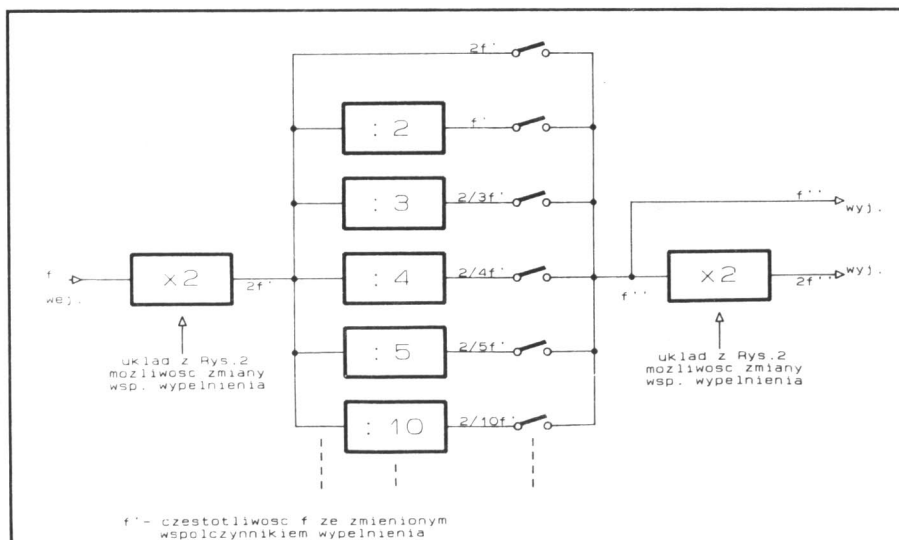 2f'
: 2
f'
: 3
2/3f'
f''
wyj.
f
wej.
x2
2f'
: 4
2/4f'
f''
x2
2f''
wyj.
: 5
2/5f'
uklad z Rys.2
mozliwosc zmiany
wsp. wypelnienia
uklad z Rys.2
mozliwosc zmiany
wsp. wypelnienia
: 10
2/10f'
f'- czestotliwosc f ze zmienionym
wspolczynnikiem wypelnienia